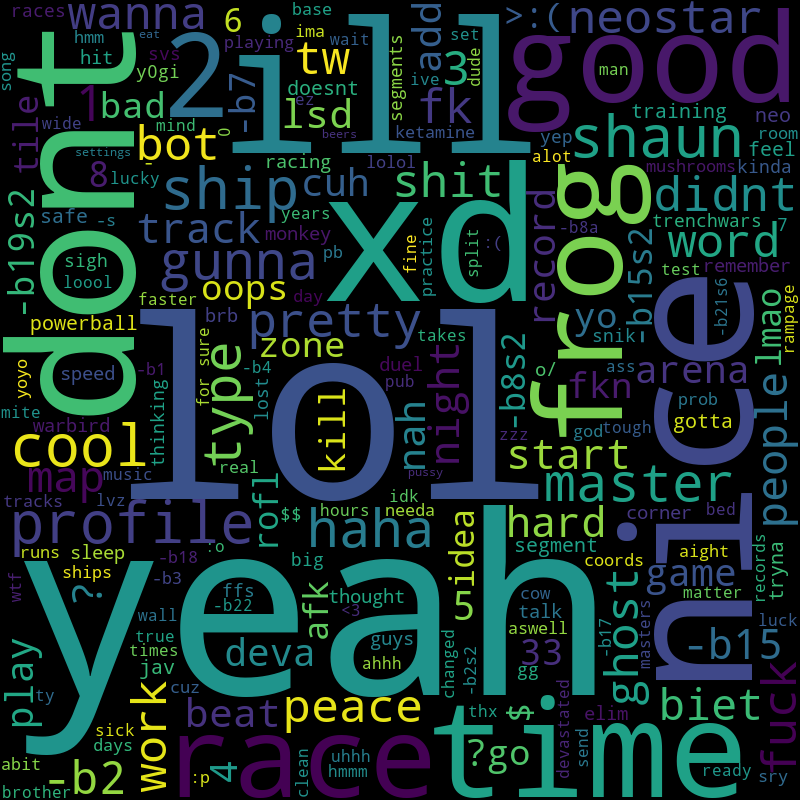 lol
yeah
ill
good
dont
xd
frog
nice
time
race
2
wanna
6
base
eat
ima
wait
tw
3
add
>:(
neostar
races
hmm
hit
svs
playing
y0gi
-b7
doesnt
ez
ive
set
dude
man
segments
song
tile
wide
1
bad
mind
bot
-
0
lsd
beers
fk
ketamine
yep
alot
training
neo
room
feel
shaun
kinda
mushrooms
settings
8
lucky
racing
lolol
-b19s2
safe
-s
ship
cuh
shit
didnt
track
years
monkey
pb
fine
practice
split
:(
record
-b8a
trenchwars
7
word
sigh
loool
gunna
oops
day
faster
yo
-b15s2
test
remember
-b21s6
powerball
brb
pretty
takes
snik
lmao
rampage
yoyo
speed
-b1
for sure
-b4
zone
duel
pub
night
-b8s2
o/
ass
fkn
arena
prob
people
mite
warbird
thinking
type
lost
kill
nah
zzz
god
tough
gotta
cool
music
real
pussy
start
map
tracks
lvz
rofl
$$
hours
idk
needa
master
profile
haha
idea
hard
.
corner
bed
runs
sleep
-b18
:o
big
segment
coords
aight
records
tryna
wtf
ships
?
-b3
ffs
-b22
afk
thought
<3
5
cow
talk
ghost
game
matter
luck
play
wall
true
times
jav
deva
guys
ahhh
changed
-b2s2
aswell
gg
33
-b17
masters
-b15
ty
cuz
work
beat
peace
thx
$
devastated
elim
biet
fuck
sick
days
abit
brother
-b2
:p
4
clean
uhhh
hmmm
?go
send
ready
sry